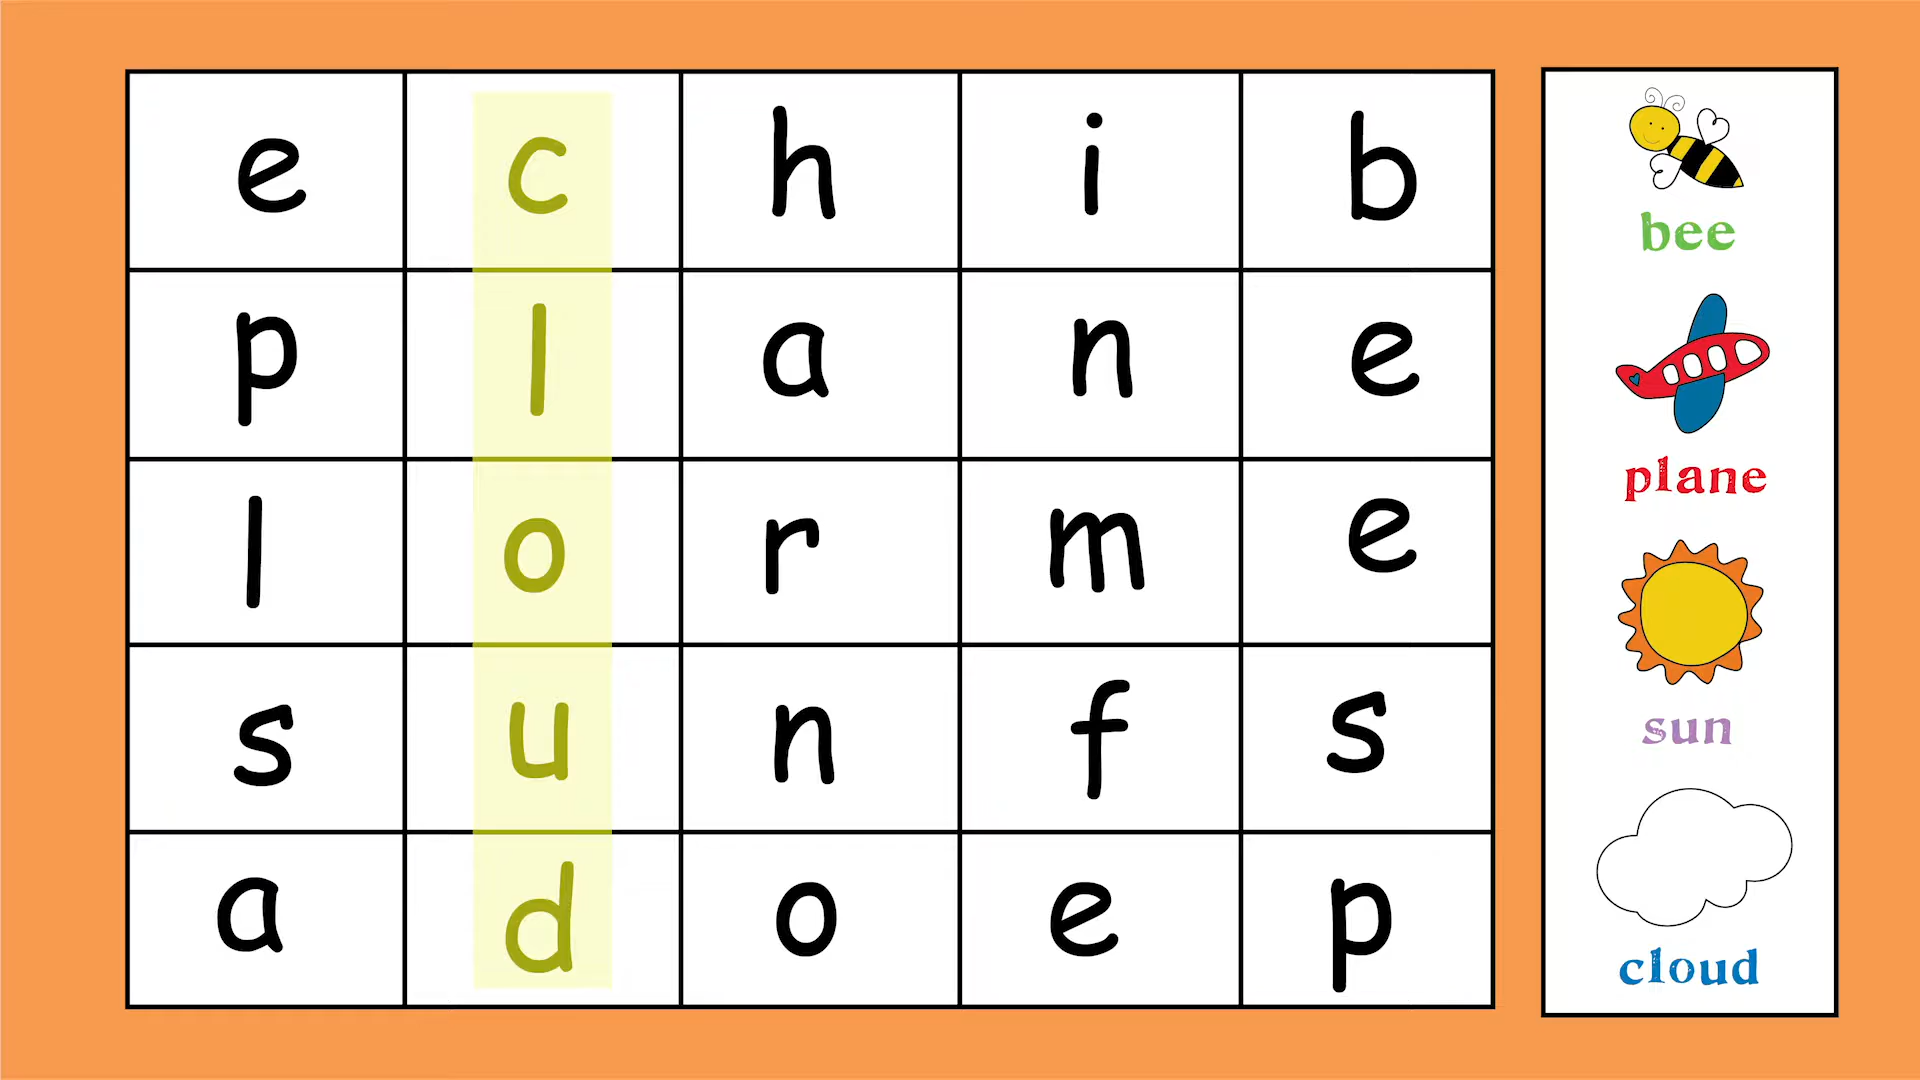 e c h i b
p l a n e
l o r m e
s u n f s
a d o e p
bee
plane
sun
cloud